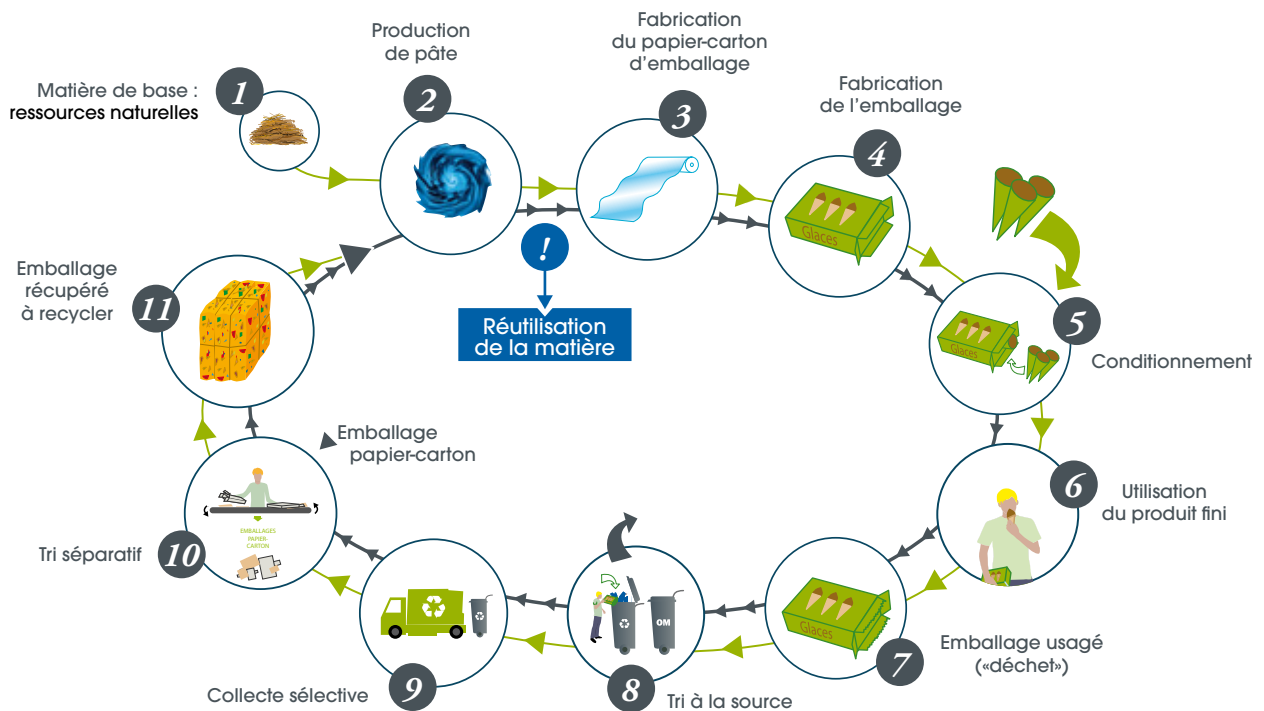 1
Matière de base :
ressources naturelles
2
Production
de pâte
3
Fabrication
du papier-carton
d'emballage
4
Fabrication
de l'emballage
Glaces
5
Conditionnement
Glaces
6
Utilisation
du produit fini
7
Emballage usagé
(«déchet»)
Glaces
8
Tri à la source
OM
9
Collecte sélective
10
Tri séparatif
EMBALLAGES
PAPIER-
CARTON
Emballage
papier-carton
11
Emballage
récupéré
à recycler
!
Réutilisation
de la matière